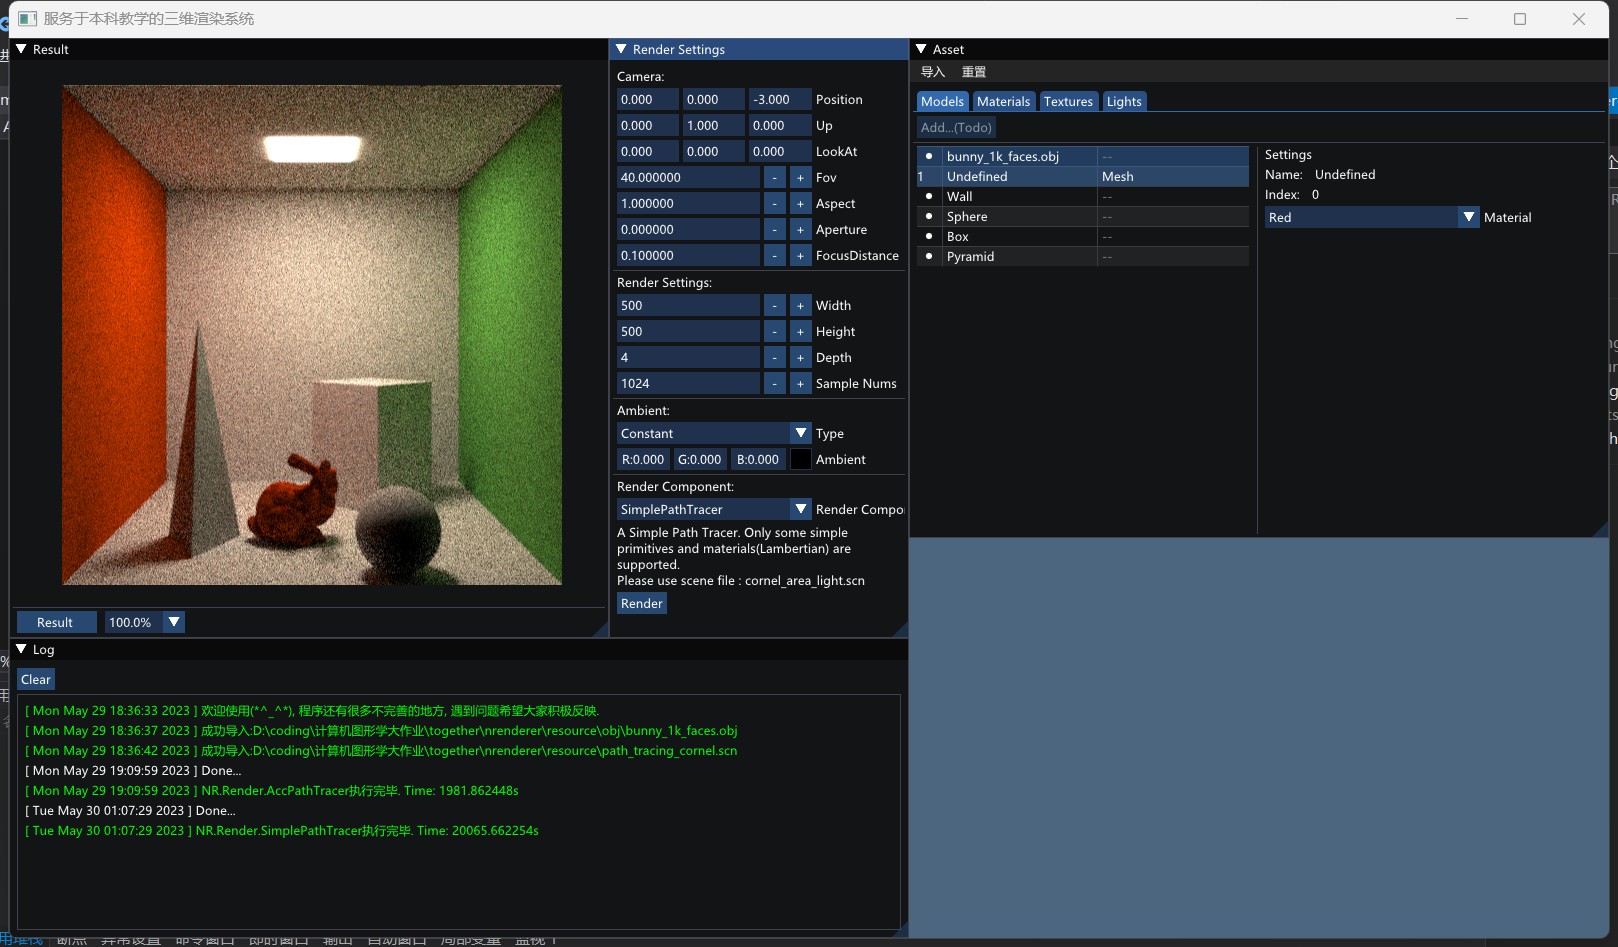 服务于本科教学的三维渲染系统
Result
Result
100.0%
Render Settings
Camera:
0.000 0.000 -3.000 Position
0.000 1.000 0.000 Up
0.000 0.000 0.000 LookAt
40.000000 - + Fov
1.000000 - + Aspect
0.000000 - + Aperture
0.100000 - + FocusDistance
Render Settings:
500 - + Width
500 - + Height
4 - + Depth
1024 - + Sample Nums
Ambient:
Constant Type
R:0.000 G:0.000 B:0.000 Ambient
Render Component:
SimplePathTracer Render Compo
A Simple Path Tracer. Only some simple
primitives and materials(Lambertian) are
supported.
Please use scene file : cornel_area_light.scn
Render
Asset
导入 重置
Models Materials Textures Lights
Add...(Todo)
bunny_1k_faces.obj --
1 Undefined Mesh
Wall --
Sphere --
Box --
Pyramid --
Settings
Name: Undefined
Index: 0
Red Material
Log
Clear
[ Mon May 29 18:36:33 2023 ] 欢迎使用(*^_^*), 程序还有很多不完善的地方, 遇到问题希望大家积极反映.
[ Mon May 29 18:36:37 2023 ] 成功导入:D:\coding\计算机图形学大作业\together\nrenderer\resource\obj\bunny_1k_faces.obj
[ Mon May 29 18:36:42 2023 ] 成功导入:D:\coding\计算机图形学大作业\together\nrenderer\resource\path_tracing_cornel.scn
[ Mon May 29 19:09:59 2023 ] Done...
[ Mon May 29 19:09:59 2023 ] NR.Render.AccPathTracer执行完毕. Time: 1981.862448s
[ Tue May 30 01:07:29 2023 ] Done...
[ Tue May 30 01:07:29 2023 ] NR.Render.SimplePathTracer执行完毕. Time: 20065.662254s